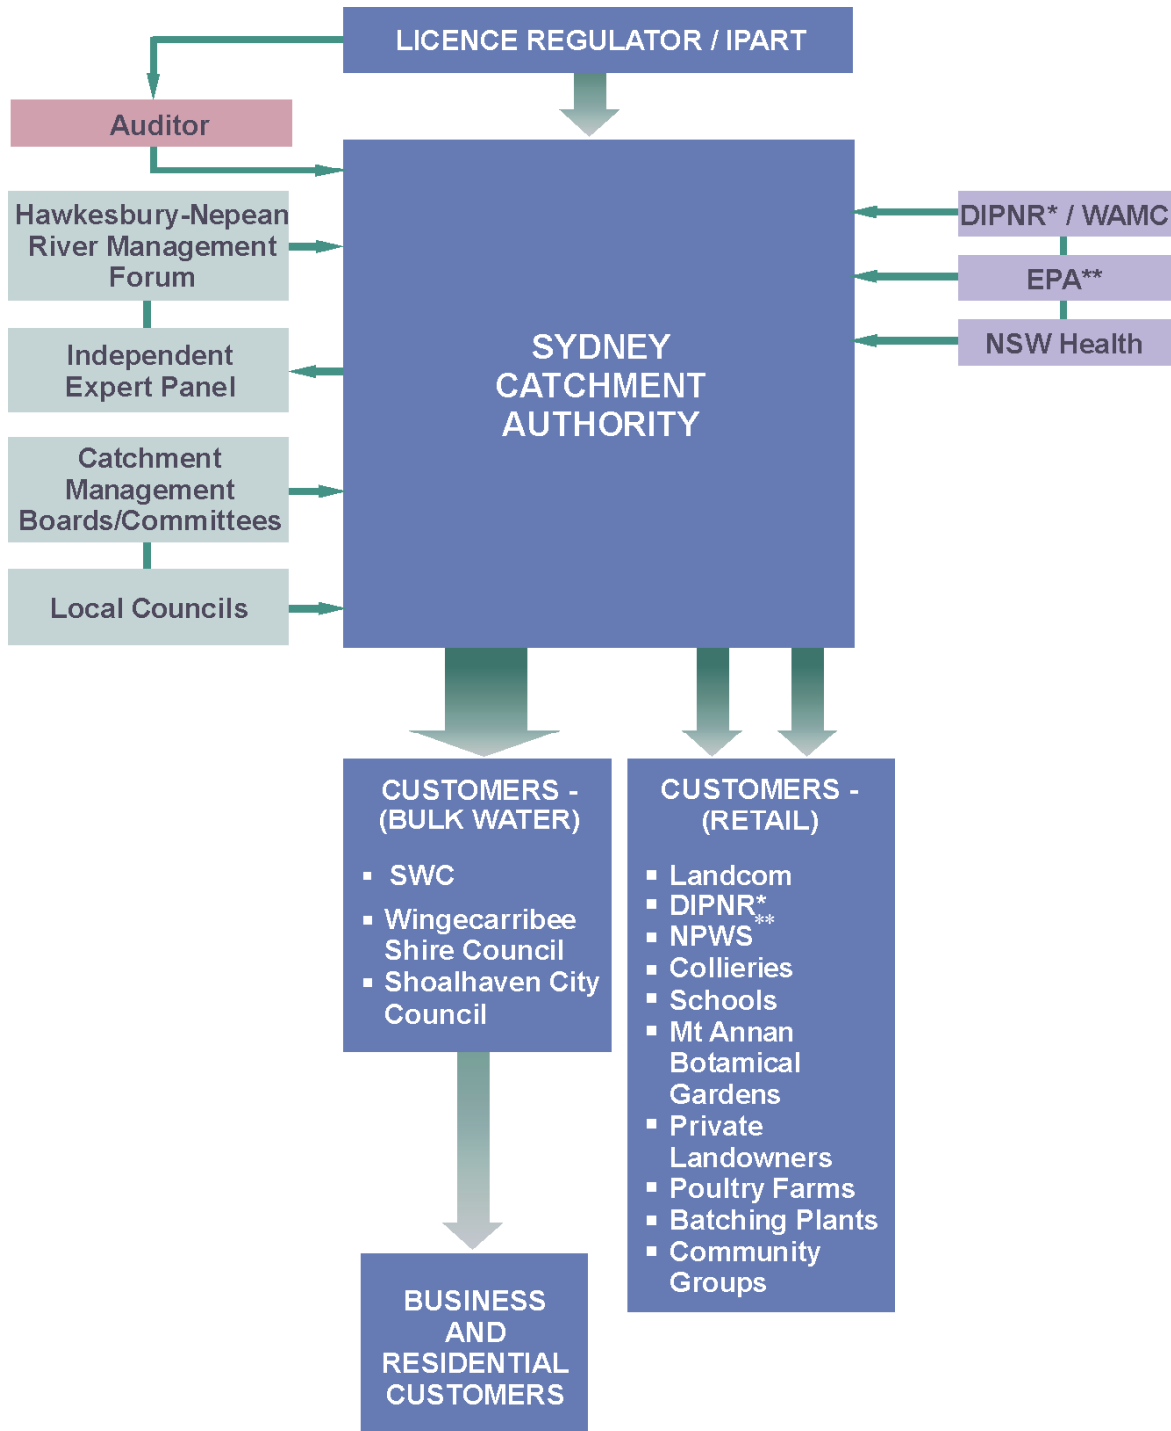 LICENCE REGULATOR / IPART
Auditor
Hawkesbury-Nepean
River Management
Forum
Independent
Expert Panel
Catchment
Management
Boards/Committees
Local Councils
SYDNEY
CATCHMENT
AUTHORITY
DIPNR* / WAMC
EPA**
NSW Health
CUSTOMERS -
(BULK WATER)
▪ SWC
▪ Wingecarribee
Shire Council
▪ Shoalhaven City
Council
CUSTOMERS -
(RETAIL)
▪ Landcom
▪ DIPNR*
▪ NPWS**
▪ Collieries
▪ Schools
▪ Mt Annan
Botamical
Gardens
▪ Private
Landowners
▪ Poultry Farms
▪ Batching Plants
▪ Community
Groups
BUSINESS
AND
RESIDENTIAL
CUSTOMERS